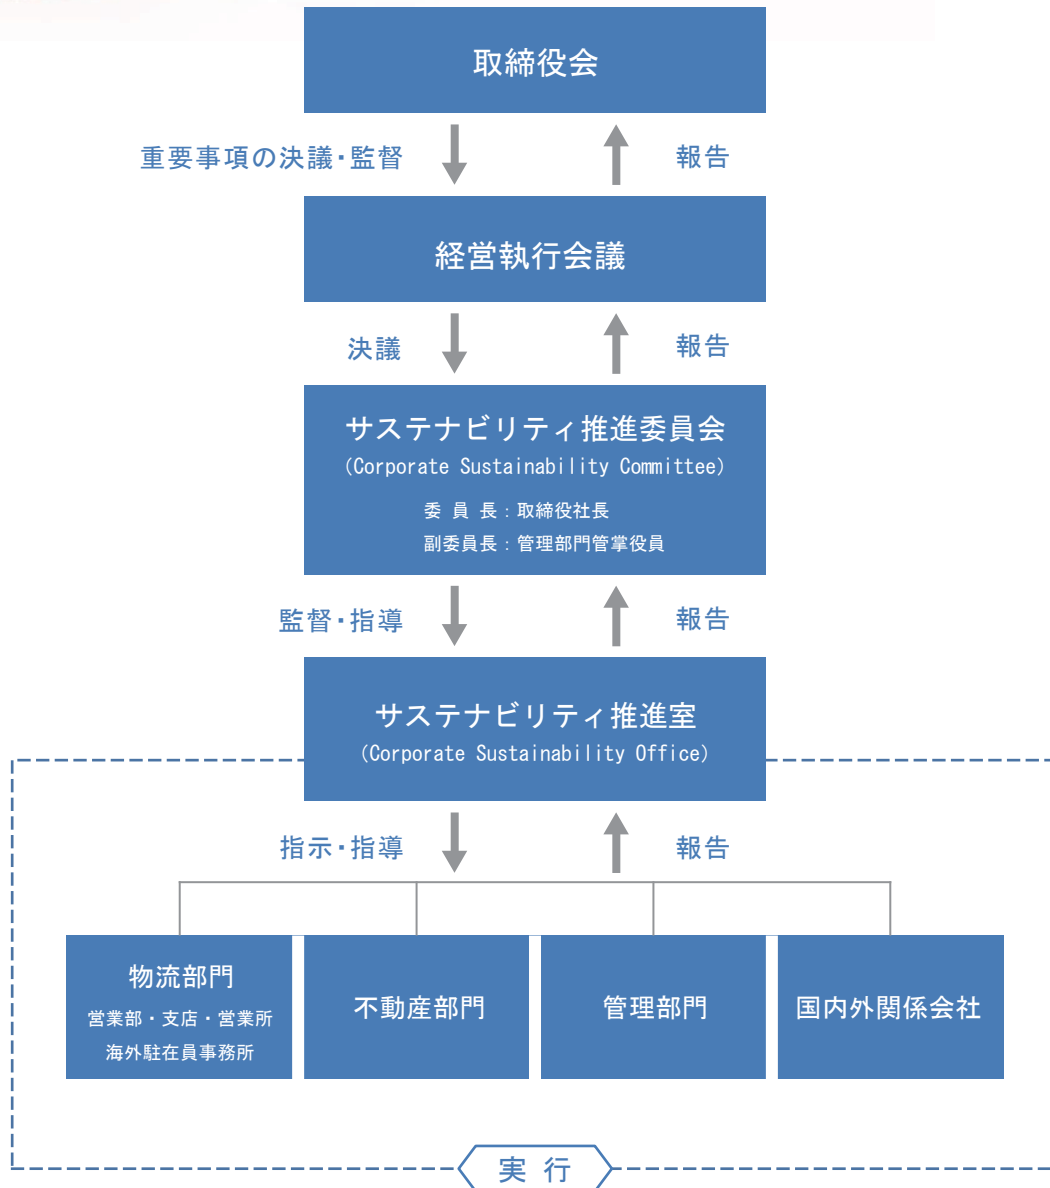 取締役会
重要事項の決議・監督
報告
経営執行会議
決議
報告
サステナビリティ推進委員会
(Corporate Sustainability Committee)
委 員 長：取締役社長
副委員長：管理部門管掌役員
監督・指導
報告
サステナビリティ推進室
(Corporate Sustainability Office)
指示・指導
報告
物流部門
営業部・支店・営業所
海外駐在員事務所
不動産部門
管理部門
国内外関係会社
実 行